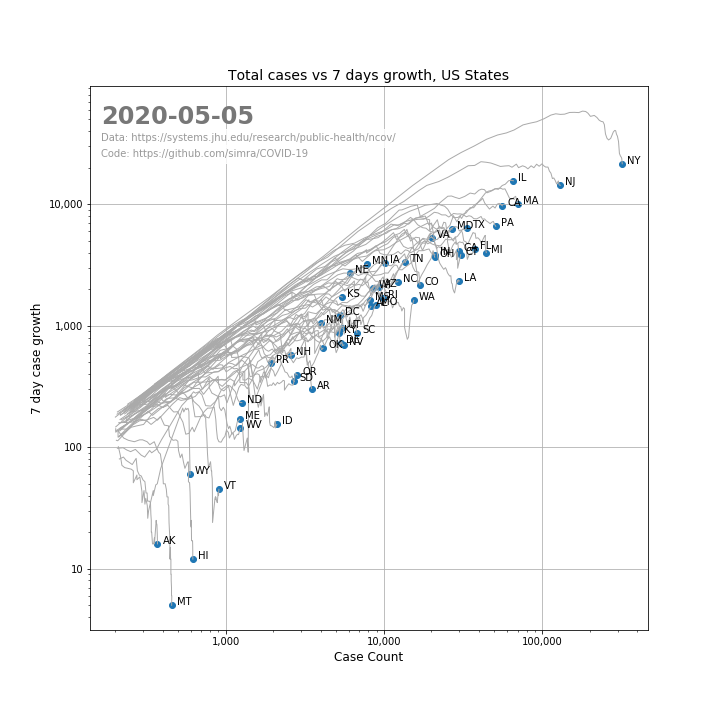 Total cases vs 7 days growth, US States
2020-05-05
Data: https://systems.jhu.edu/research/public-health/ncov/
Code: https://github.com/simra/COVID-19
NY
IL
NJ
CA
MA
10,000
PA
MD
TX
VA
FL
MI
GA
CT
IN
OH
MN
IA
TN
NE
LA
NC
CO
KS
RI
WA
DC
1,000
NM
UT
SC
KY
OK
NV
NH
PR
OR
SD
AR
ND
ME
WV
ID
100
WY
VT
AK
HI
10
MT
1,000
10,000
100,000
Case Count
7 day case growth